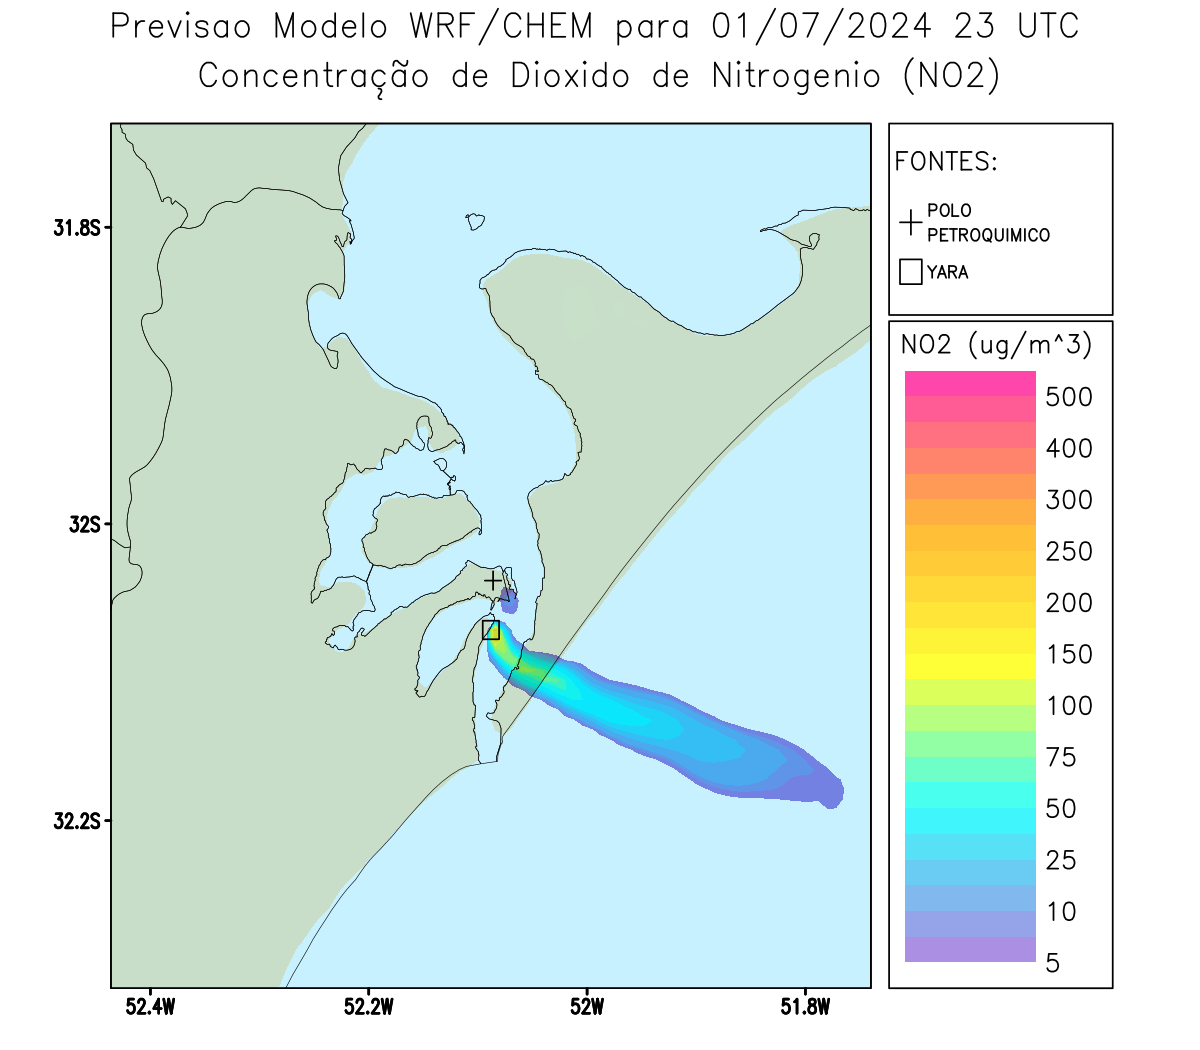 Previsao Modelo WRF/CHEM para 01/07/2024 23 UTC
Concentração de Dioxido de Nitrogenio (NO2)
FONTES:
POLO
PETROQUIMICO
YARA
NO2 (ug/m^3)
500
400
300
250
200
150
100
75
50
25
10
5
31.8S
32S
32.2S
52.4W
52.2W
52W
51.8W